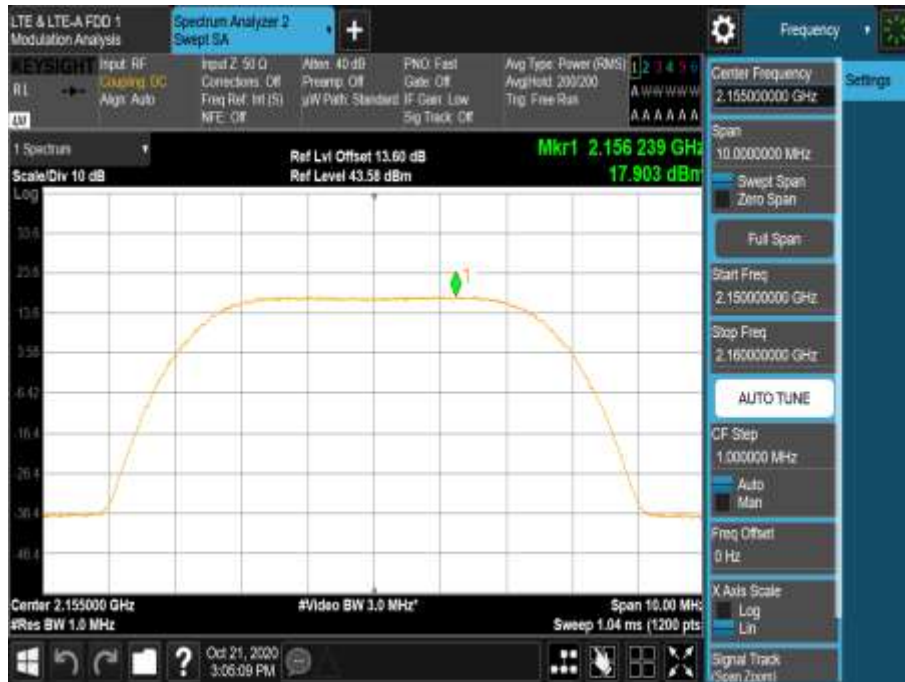 LTE & LTE-A FDD 1
Modulation Analysis
Spectrum Analyzer 2
Swept SA
+
Frequency
KEYSIGHT
RL
LW
Input: RF
Coupling: DC
Align: Auto
Input Z: 50 Ω
Corrections: Off
Freq Ref: Int (S)
NFE: Off
Atten: 40 dB
Preamp: Off
µW Path: Standard
PNO: Fast
Gate: Off
IF Gain: Low
Sig Track: Off
Avg Type: Power (RMS)
Avg|Hold: 200/200
Trig: Free Run
1 2 3 4 5 6
A W W W W W
A A A A A A
1 Spectrum
Scale/Div 10 dB
Ref Lvl Offset 13.60 dB
Ref Level 43.58 dBm
Mkr1 2.156 239 GHz
17.903 dBm
Log
33.6
23.6
13.6
3.58
-6.42
-16.4
-26.4
-36.4
-46.4
1
Center 2.155000 GHz
#Res BW 1.0 MHz
#Video BW 3.0 MHz*
Span 10.00 MHz
Sweep 1.04 ms (1200 pts
Oct 21, 2020
3:05:09 PM
?
Center Frequency
2.155000000 GHz
Settings
Span
10.0000000 MHz
Swept Span
Zero Span
Full Span
Start Freq
2.150000000 GHz
Stop Freq
2.160000000 GHz
AUTO TUNE
CF Step
1.000000 MHz
Auto
Man
Freq Offset
0 Hz
X Axis Scale
Log
Lin
Signal Track
(Span Zoom)